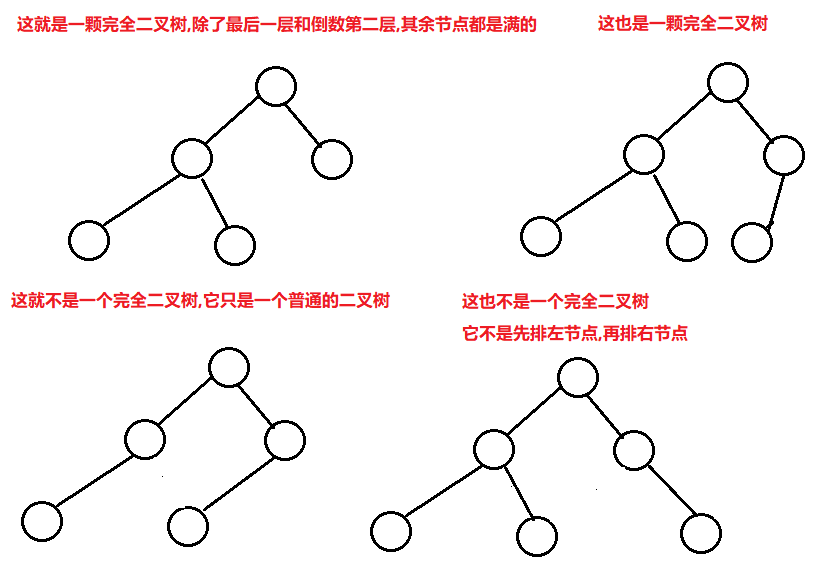 这就是一颗完全二叉树,除了最后一层和倒数第二层,其余节点都是满的
这也是一颗完全二叉树
这就不是一个完全二叉树,它只是一个普通的二叉树
这也不是一个完全二叉树
它不是先排左节点,再排右节点